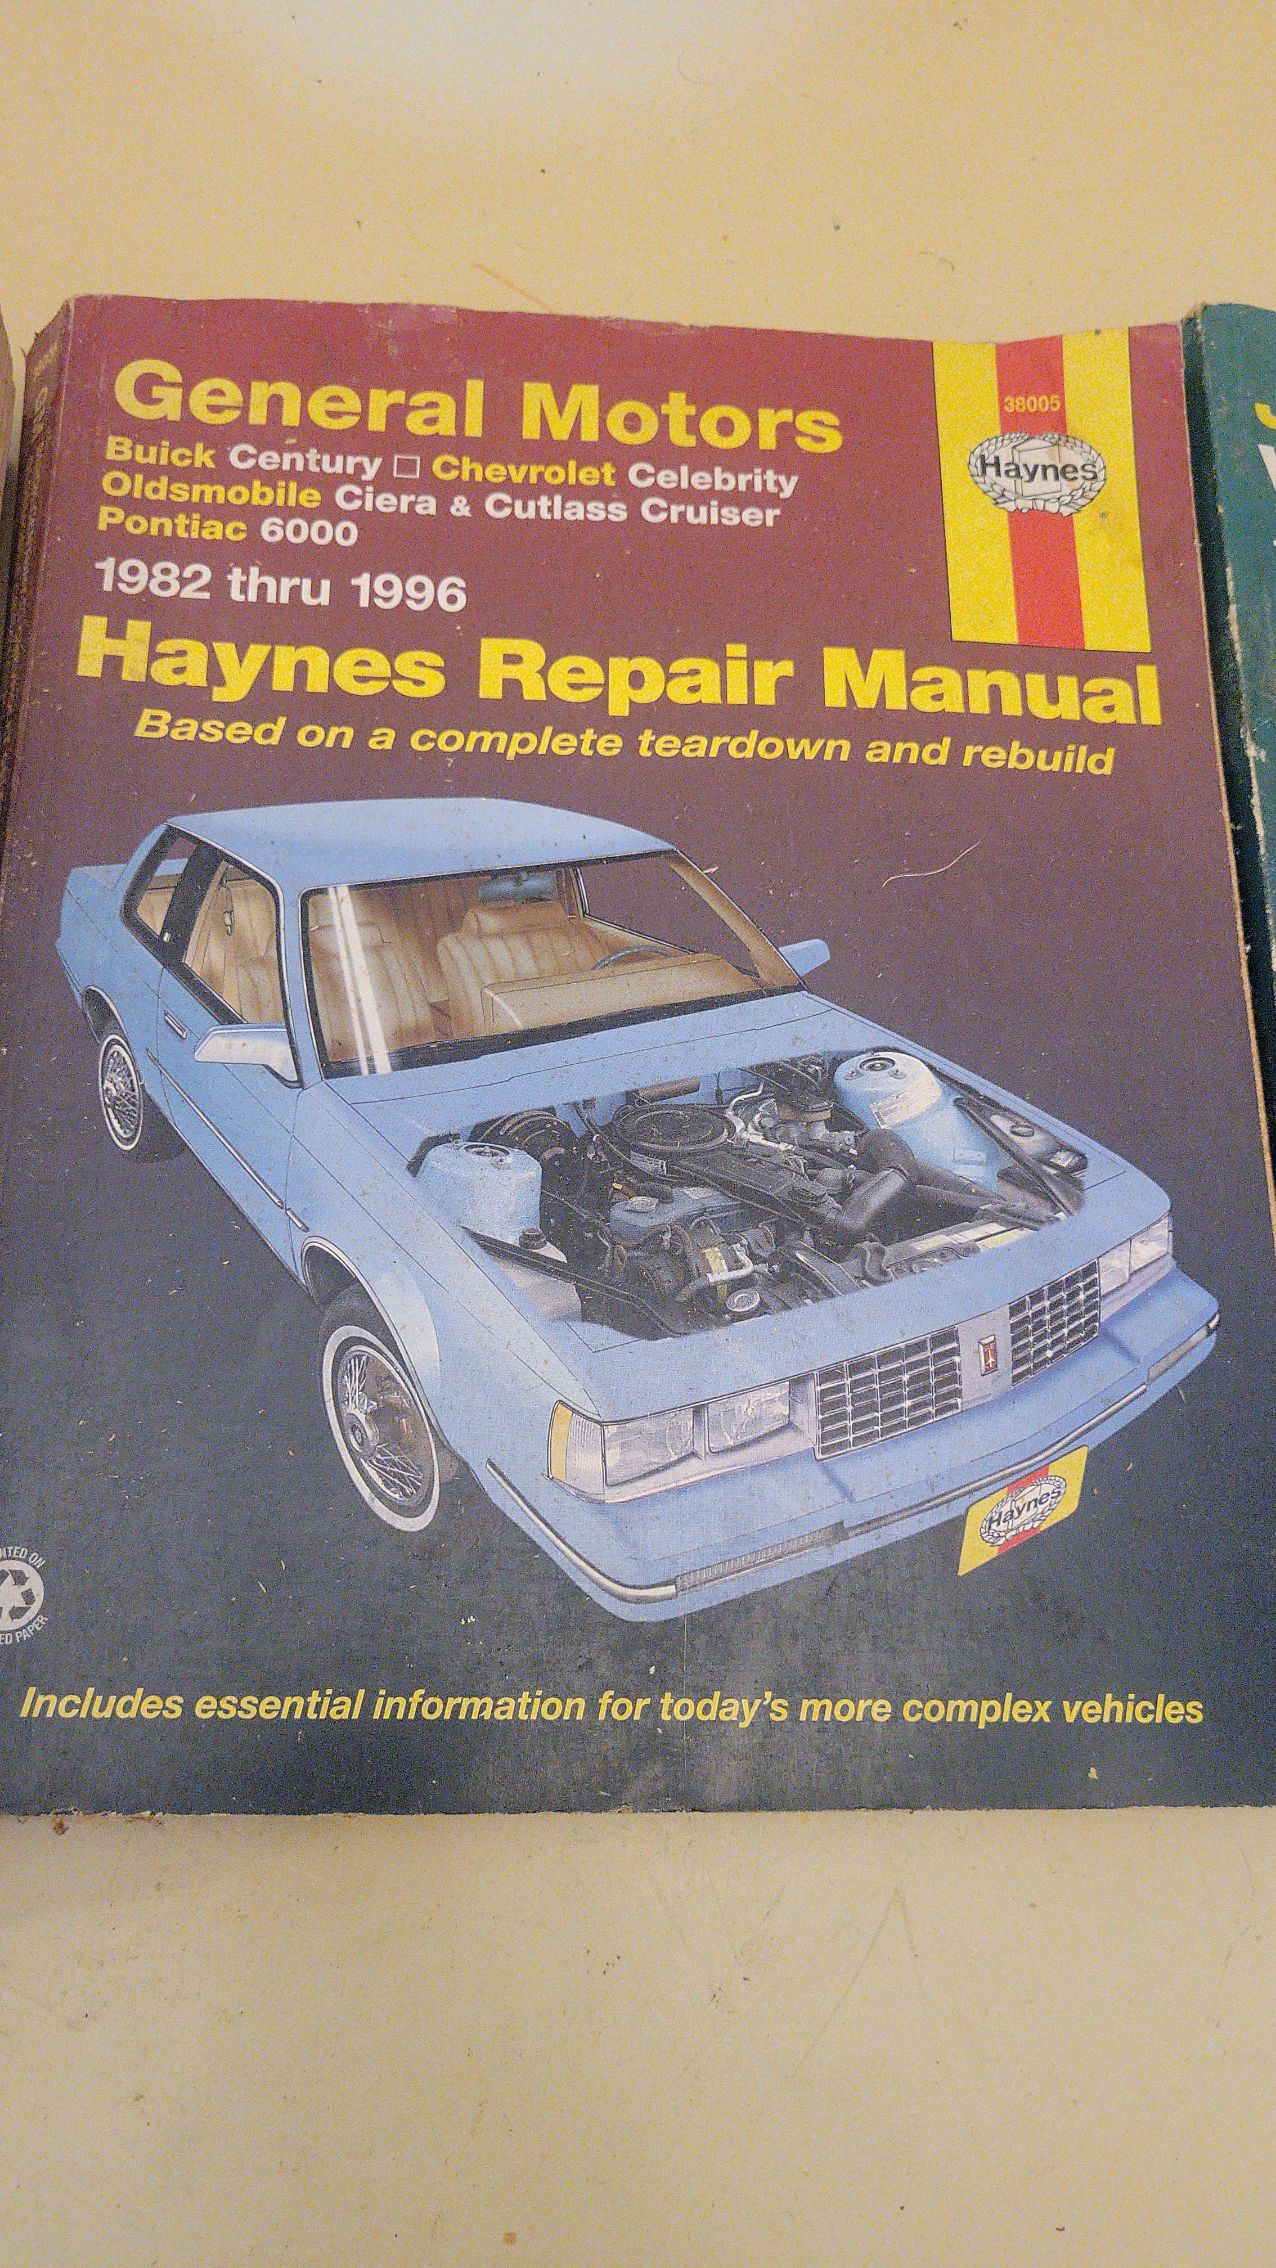 General Motors
38005
Haynes
Buick Century □ Chevrolet Celebrity
Oldsmobile Ciera & Cutlass Cruiser
Pontiac 6000
1982 thru 1996
Haynes Repair Manual
Based on a complete teardown and rebuild
Haynes
Includes essential information for today's more complex vehicles